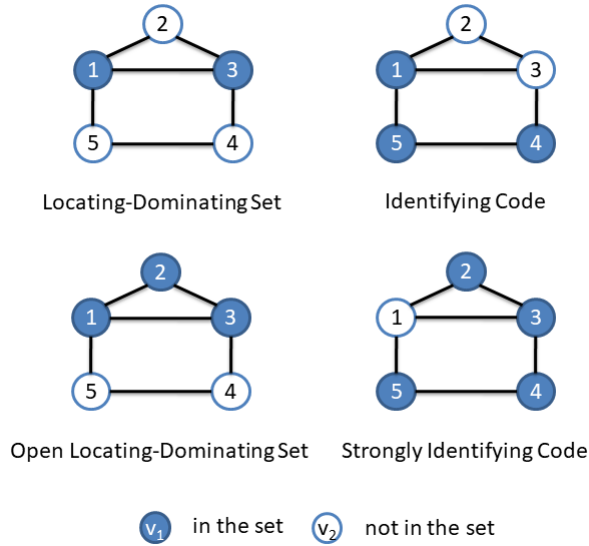 2 2
1 3 1 3
5 4 5 4
Locating-Dominating Set Identifying Code
2 2
1 3 1 3
5 4 5 4
Open Locating-Dominating Set Strongly Identifying Code
v₁ in the set v₂ not in the set